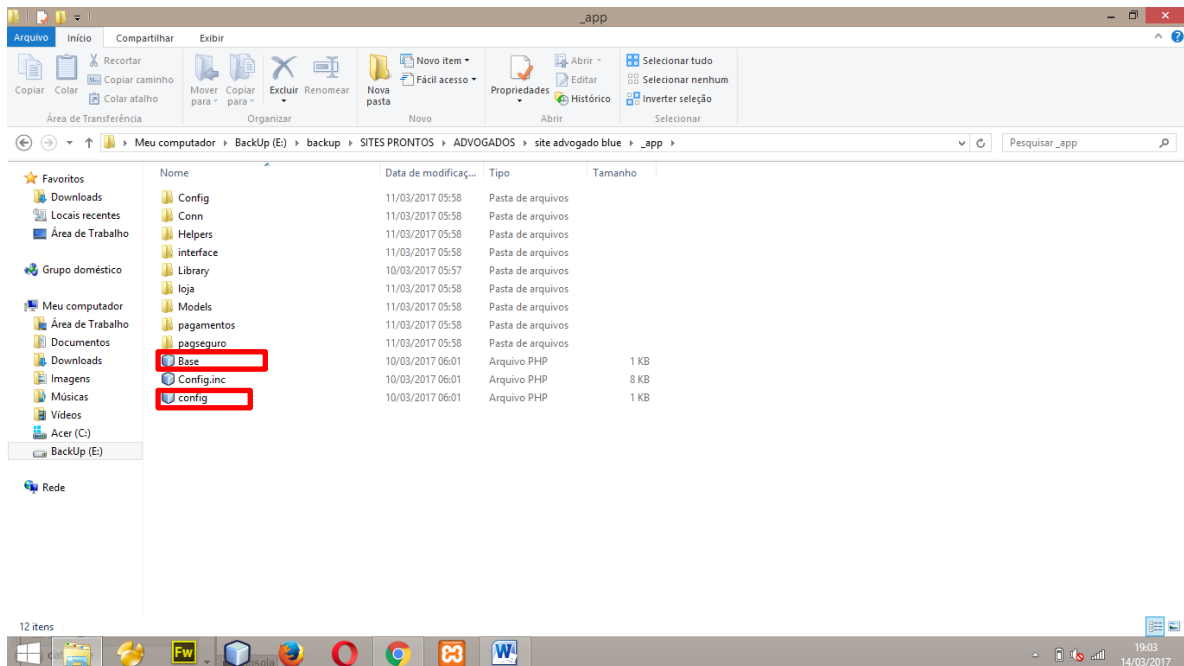 _app
Arquivo Início Compartilhar Exibir
Copiar
Colar
Recortar
Copiar caminho
Colar atalho
Área de Transferência
Mover para
Copiar para
Excluir
Renomear
Organizar
Nova pasta
Novo item
Fácil acesso
Novo
Propriedades
Abrir
Editar
Histórico
Abrir
Selecionar tudo
Selecionar nenhum
Inverter seleção
Selecionar
Meu computador BackUp (E:) backup SITES PRONTOS ADVOGADOS site advogado blue _app
Pesquisar _app
Favoritos
Downloads
Locais recentes
Área de Trabalho
Grupo doméstico
Meu computador
Área de Trabalho
Documentos
Downloads
Imagens
Músicas
Vídeos
Acer (C:)
BackUp (E:)
Rede
Nome Data de modificaç... Tipo Tamanho
Config 11/03/2017 05:58 Pasta de arquivos
Conn 11/03/2017 05:58 Pasta de arquivos
Helpers 11/03/2017 05:58 Pasta de arquivos
interface 11/03/2017 05:58 Pasta de arquivos
Library 10/03/2017 05:57 Pasta de arquivos
loja 11/03/2017 05:58 Pasta de arquivos
Models 11/03/2017 05:58 Pasta de arquivos
pagamentos 11/03/2017 05:58 Pasta de arquivos
pagseguro 11/03/2017 05:58 Pasta de arquivos
Base 10/03/2017 06:01 Arquivo PHP 1 KB
Config.inc 10/03/2017 06:01 Arquivo PHP 8 KB
config 10/03/2017 06:01 Arquivo PHP 1 KB
12 itens
Fw
W
19:03
14/03/2017